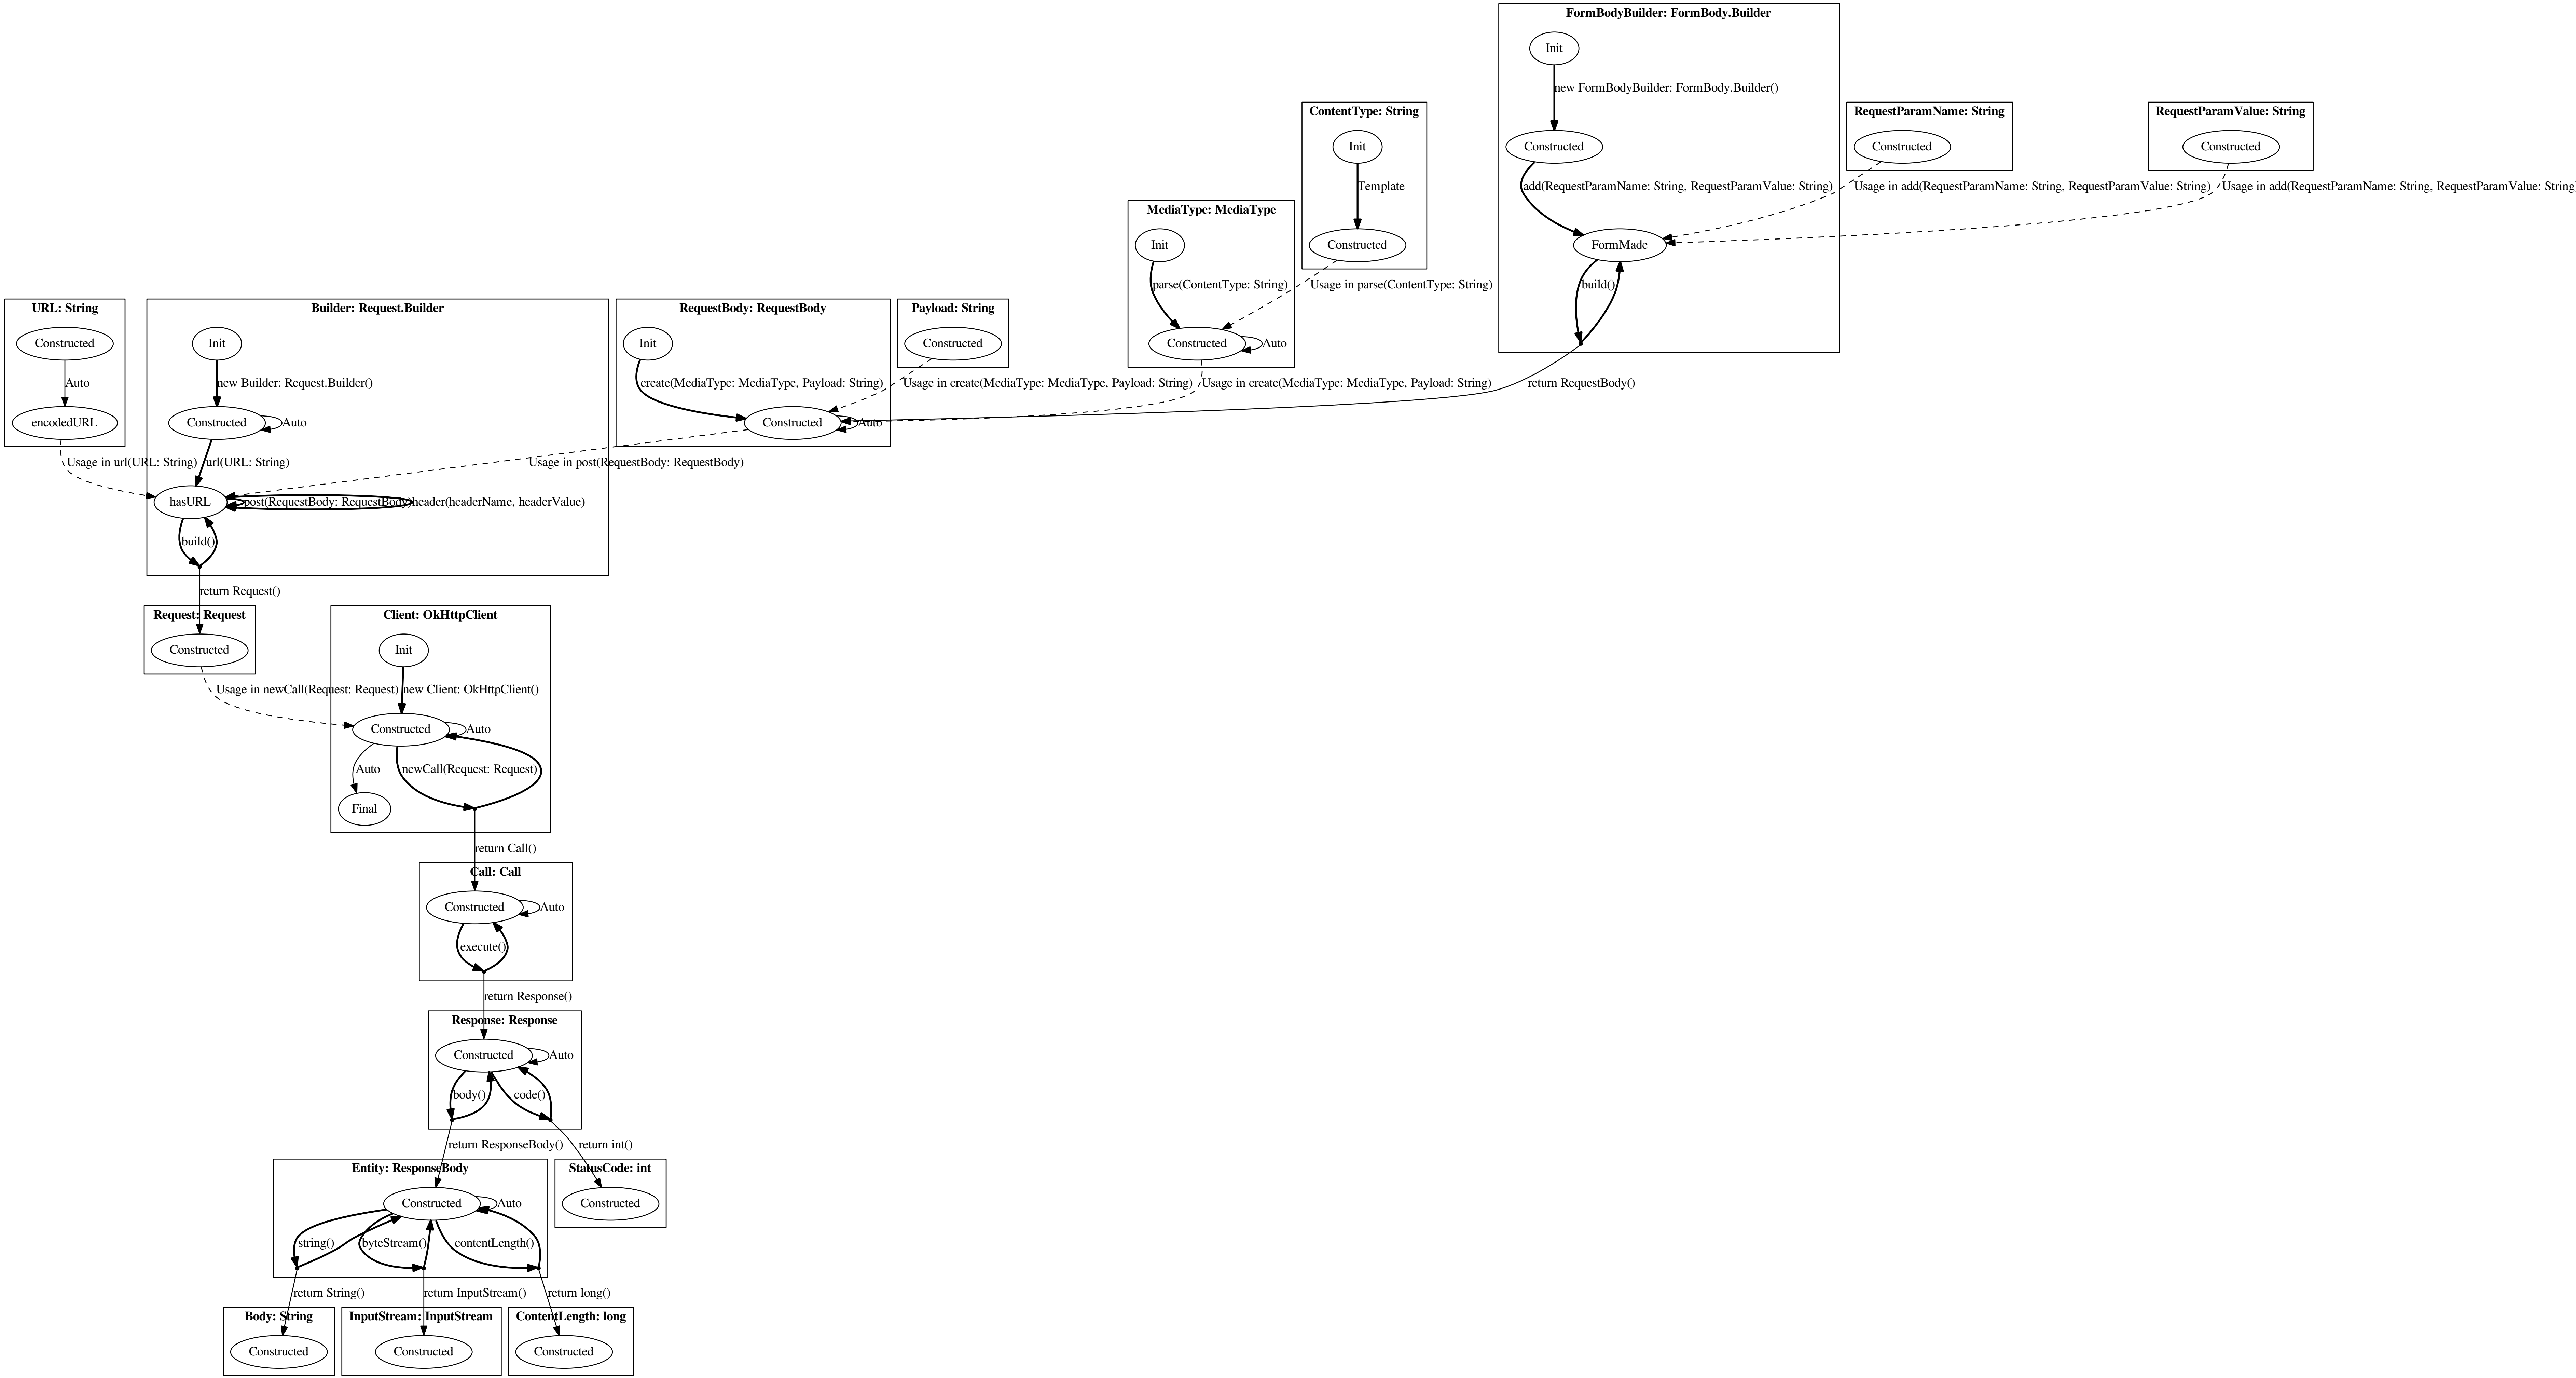 FormBodyBuilder: FormBody.Builder
Init
new FormBodyBuilder: FormBody.Builder()
Constructed
add(RequestParamName: String, RequestParamValue: String)
FormMade
build()
return RequestBody()
RequestParamName: String
Constructed
Usage in add(RequestParamName: String, RequestParamValue: String)
RequestParamValue: String
Constructed
Usage in add(RequestParamName: String, RequestParamValue: String
ContentType: String
Init
Template
Constructed
Usage in parse(ContentType: String)
MediaType: MediaType
Init
parse(ContentType: String)
Constructed
Auto
Usage in create(MediaType: MediaType, Payload: String)
URL: String
Constructed
Auto
encodedURL
Usage in url(URL: String)
Builder: Request.Builder
Init
new Builder: Request.Builder()
Constructed
Auto
url(URL: String)
hasURL
post(RequestBody: RequestBody)
header(headerName, headerValue)
build()
return Request()
RequestBody: RequestBody
Init
create(MediaType: MediaType, Payload: String)
Constructed
Auto
Usage in post(RequestBody: RequestBody)
Payload: String
Constructed
Usage in create(MediaType: MediaType, Payload: String)
Request: Request
Constructed
Usage in newCall(Request: Request)
Client: OkHttpClient
Init
new Client: OkHttpClient()
Constructed
Auto
Auto
newCall(Request: Request)
Final
return Call()
Call: Call
Constructed
Auto
execute()
return Response()
Response: Response
Constructed
Auto
body()
code()
return ResponseBody()
return int()
Entity: ResponseBody
Constructed
Auto
string()
byteStream()
contentLength()
StatusCode: int
Constructed
return String()
return InputStream()
return long()
Body: String
Constructed
InputStream: InputStream
Constructed
ContentLength: long
Constructed